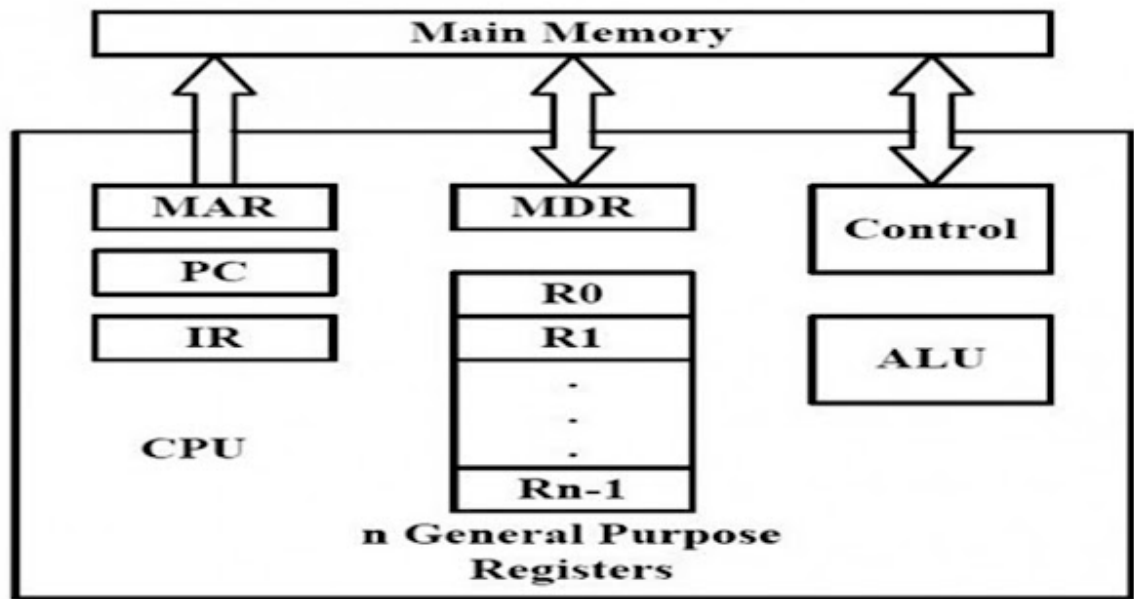 Main Memory
MAR
MDR
Control
PC
R0
IR
R1
ALU
.
.
.
CPU
Rn-1
n General Purpose
Registers